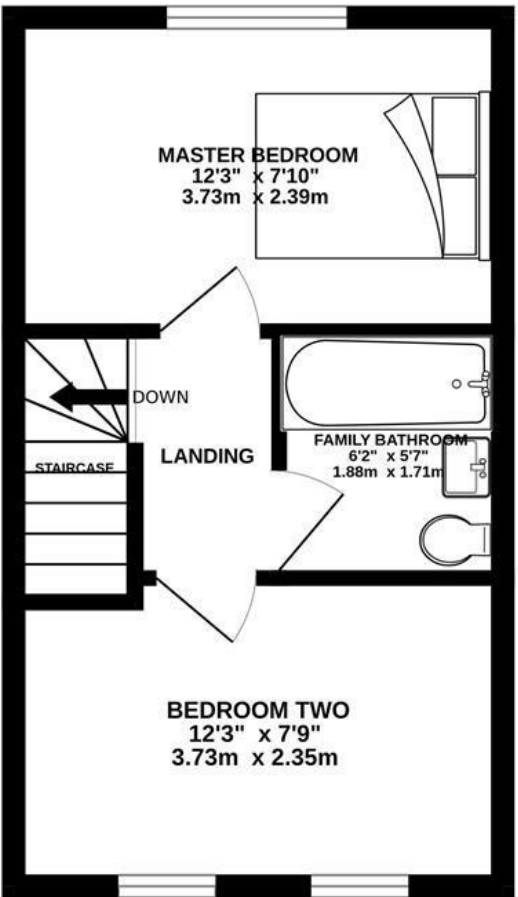 MASTER BEDROOM
12'3" x 7'10"
3.73m x 2.39m
DOWN
LANDING
FAMILY BATHROOM
6'2" x 5'7"
1.88m x 1.71m
STAIRCASE
BEDROOM TWO
12'3" x 7'9"
3.73m x 2.35m